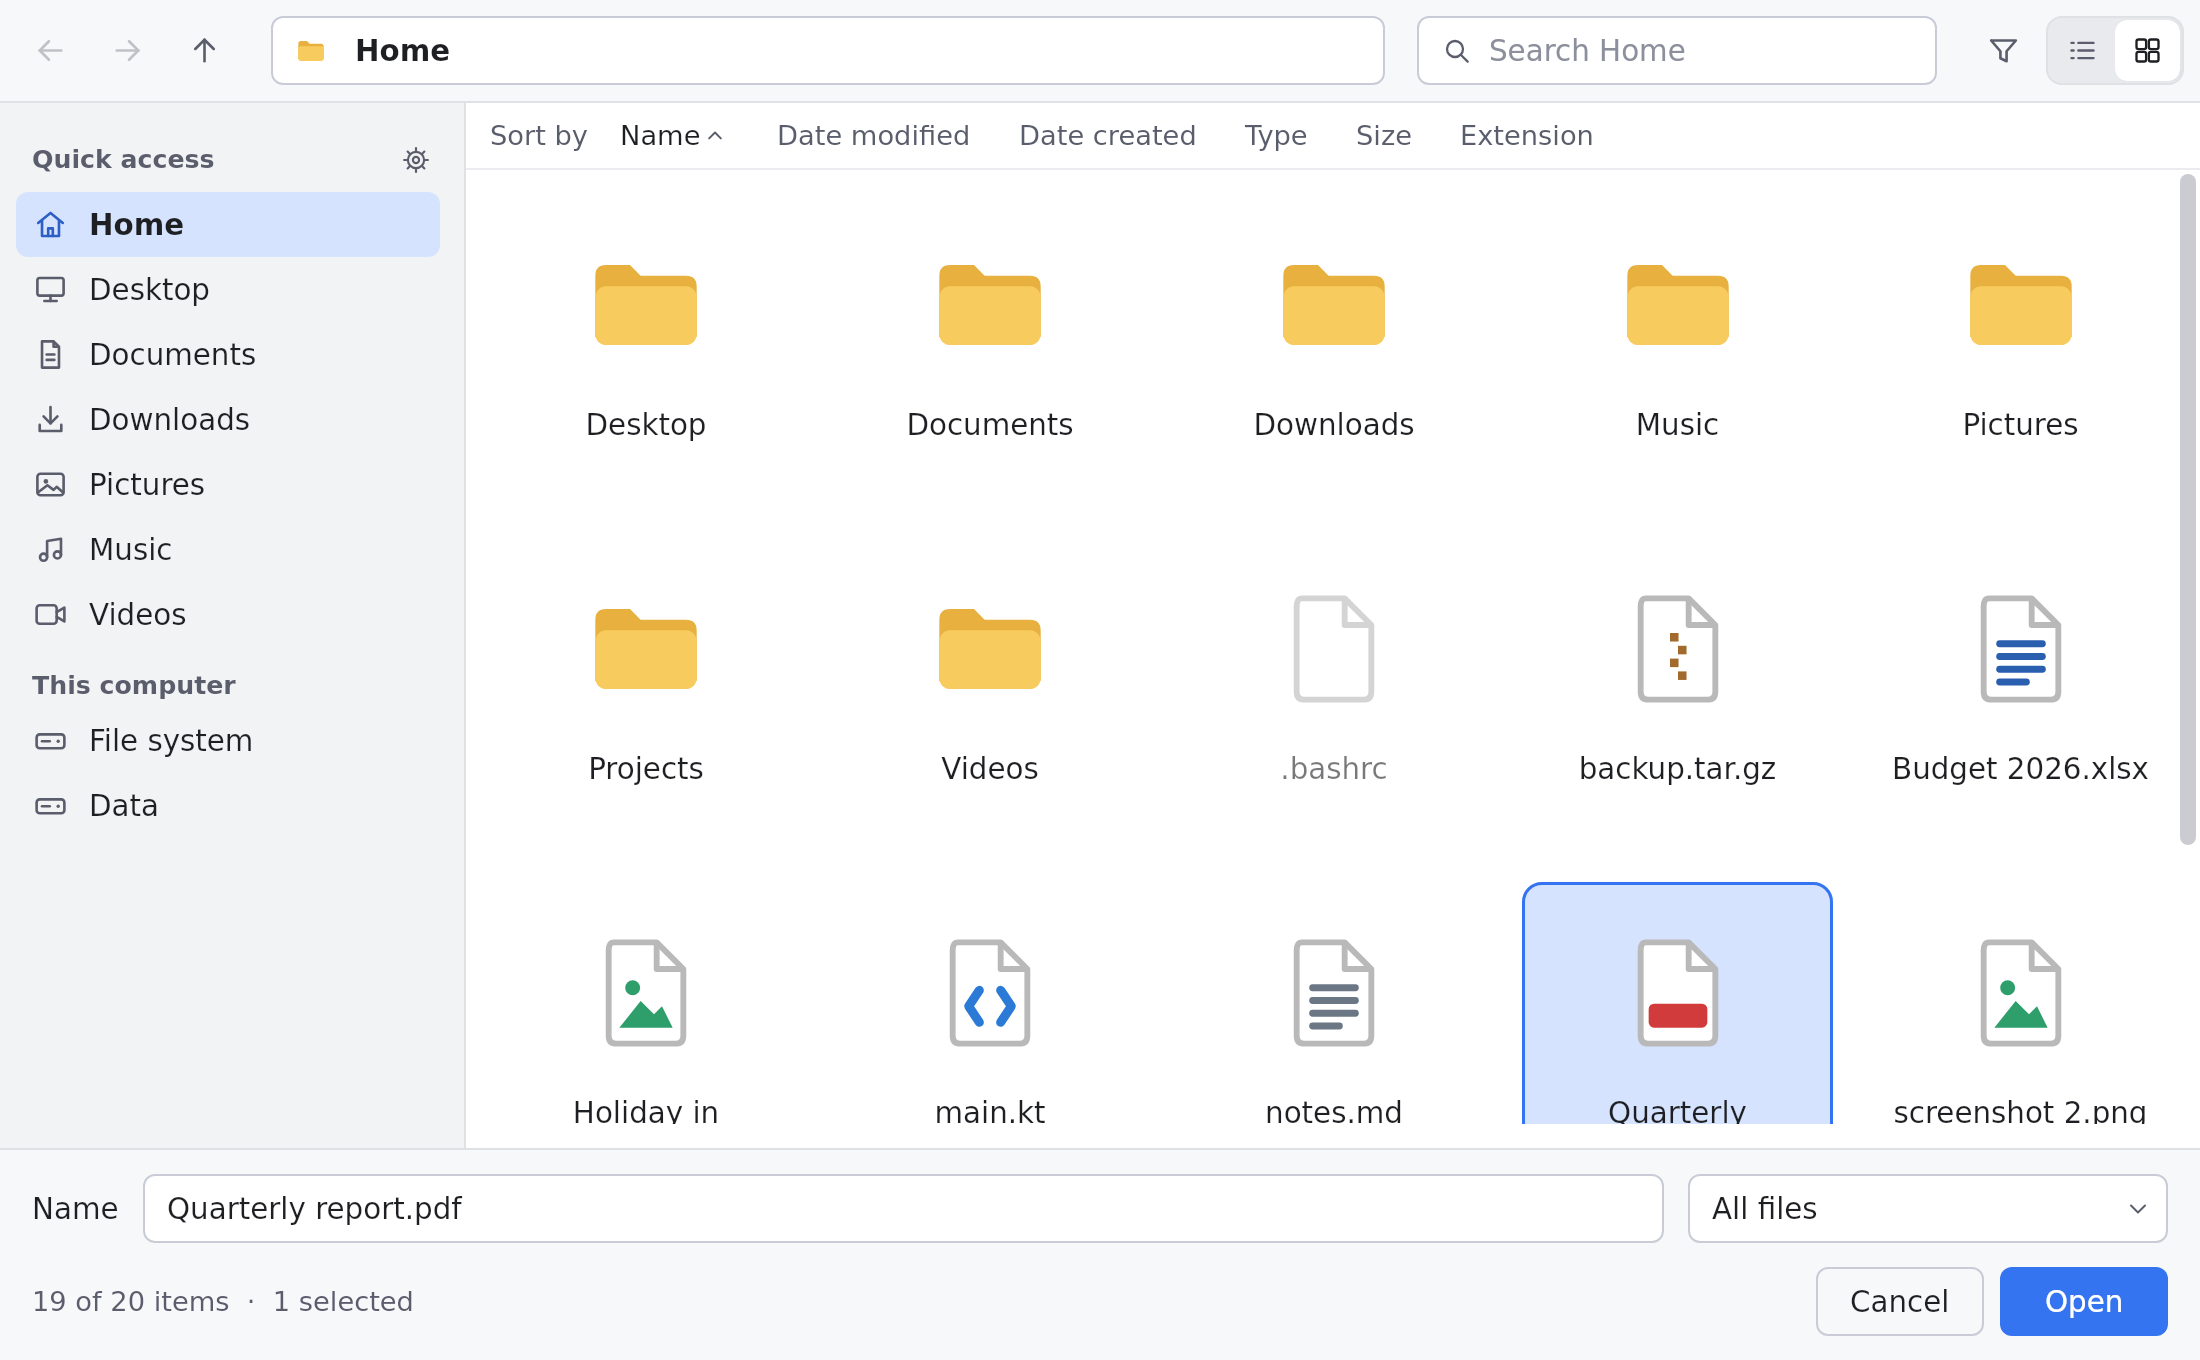 Home
Search Home
Quick access
Home
Desktop
Documents
Downloads
Pictures
Music
Videos
This computer
File system
Data
Sort by Name Date modified Date created Type Size Extension
Desktop Documents Downloads Music Pictures
Projects Videos .bashrc backup.tar.gz Budget 2026.xlsx
Holiday in main.kt notes.md Quarterly screenshot 2.png
Name Quarterly report.pdf All files
19 of 20 items · 1 selected
Cancel Open